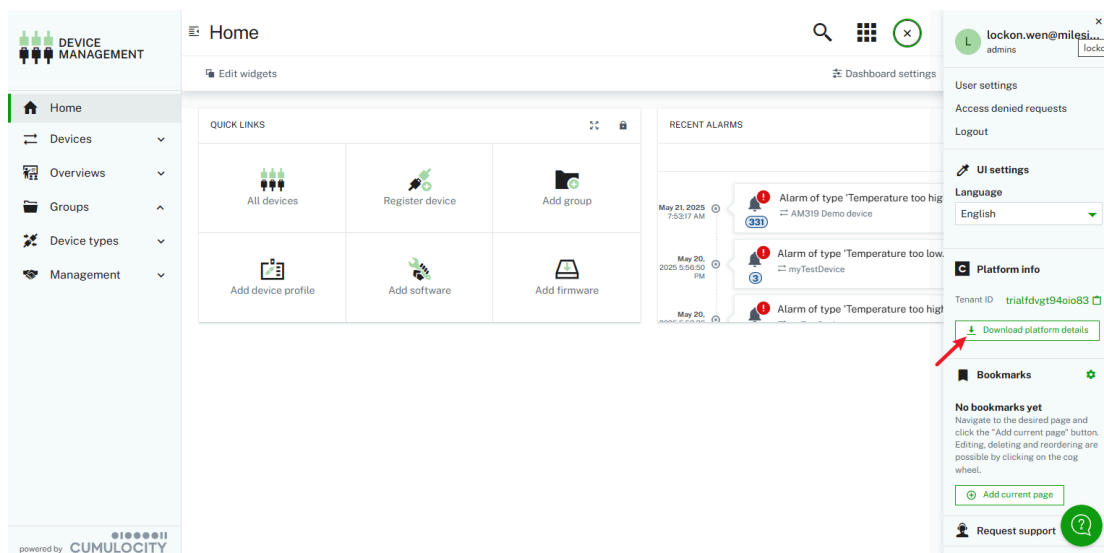 DEVICE
MANAGEMENT
Home
Devices
Overviews
Groups
Device types
Management
powered by CUMULOCITY
Home
Edit widgets
Dashboard settings
QUICK LINKS
All devices
Register device
Add group
Add device profile
Add software
Add firmware
RECENT ALARMS
May 21, 2025
7:53:17 AM
331
Alarm of type 'Temperature too hig
AM319 Demo device
May 20,
2025 5:56:50
PM
3
Alarm of type 'Temperature too low.
myTestDevice
May 20,
Alarm of type 'Temperature too high
L
lockon.wen@milesi...
admins
lockc
User settings
Access denied requests
Logout
UI settings
Language
English
C Platform info
Tenant ID trialfdvgt94oio83
Download platform details
Bookmarks
No bookmarks yet
Navigate to the desired page and
click the "Add current page" button.
Editing, deleting and reordering are
possible by clicking on the cog
wheel.
Add current page
Request support